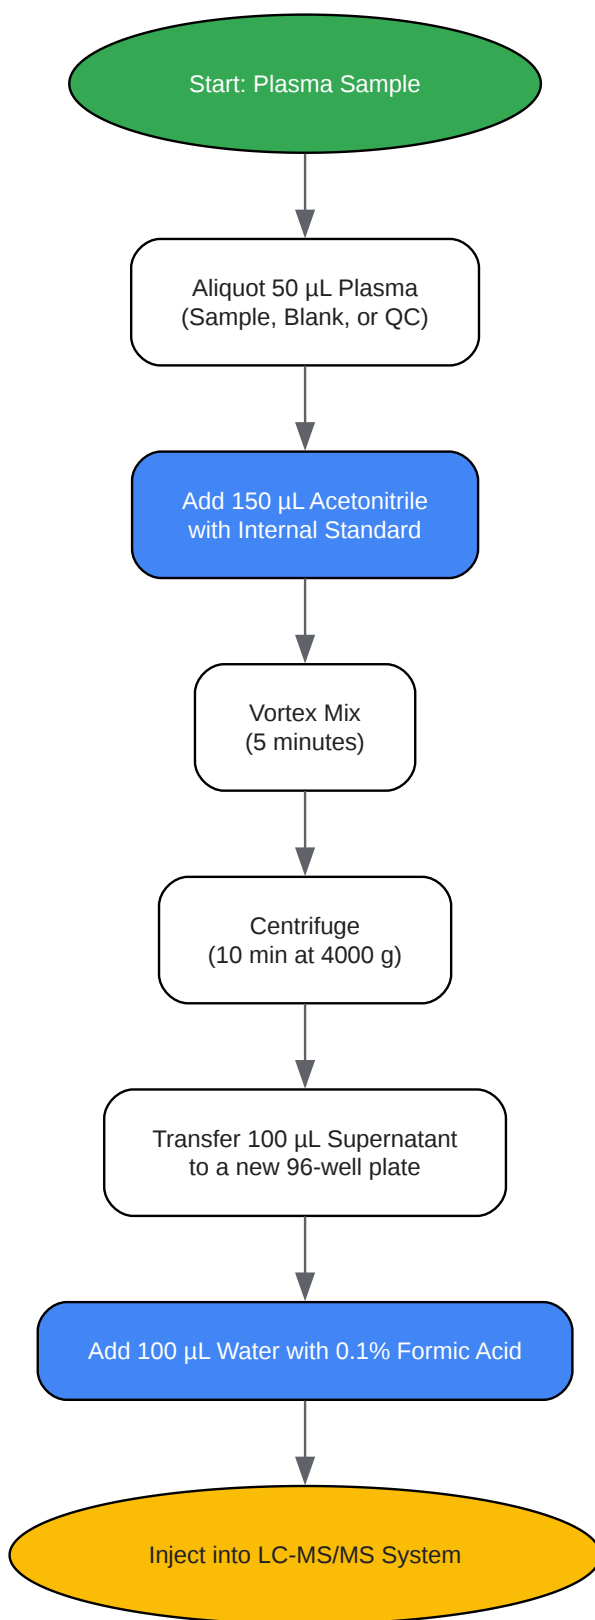 Start: Plasma Sample
Aliquot 50 µL Plasma
(Sample, Blank, or QC)
Add 150 µL Acetonitrile
with Internal Standard
Vortex Mix
(5 minutes)
Centrifuge
(10 min at 4000 g)
Transfer 100 µL Supernatant
to a new 96-well plate
Add 100 µL Water with 0.1% Formic Acid
Inject into LC-MS/MS System